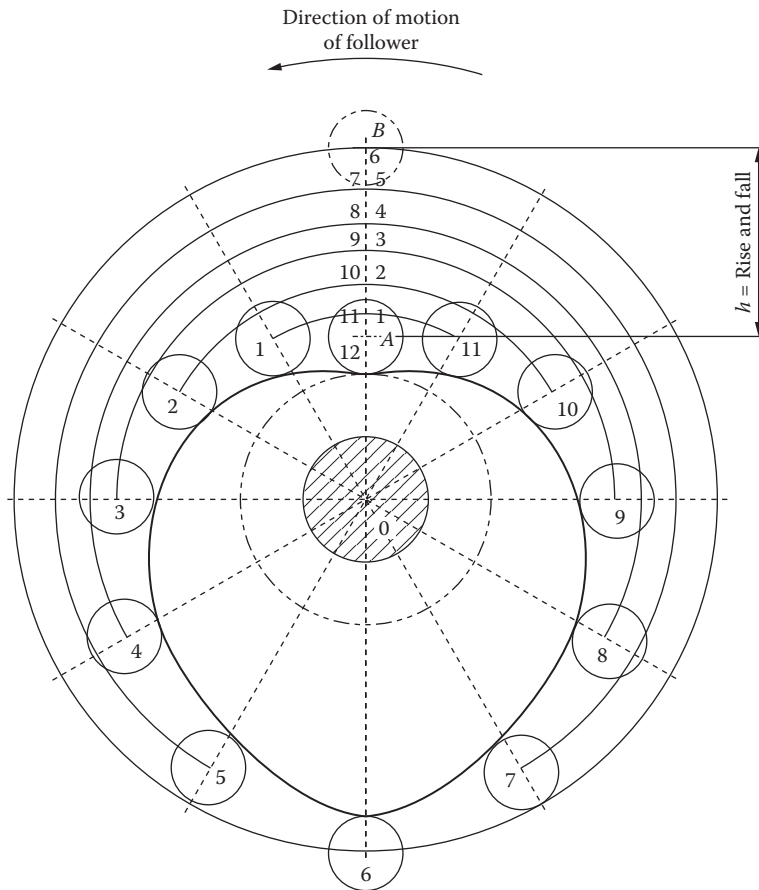 Direction of motion
of follower
B
6
7 5
8 4
9 3
10 2
11 1
1 12 A 11
2 10
0
3 9
4 8
5 7
6
h = Rise and fall